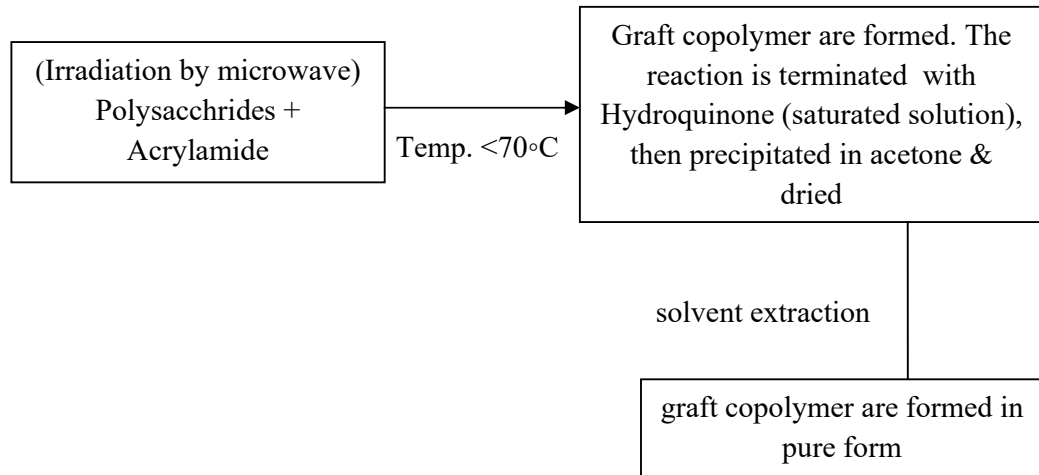 (Irradiation by microwave)
Polysacchrides +
Acrylamide
Temp. <70◦C
Graft copolymer are formed. The
reaction is terminated with
Hydroquinone (saturated solution),
then precipitated in acetone &
dried
solvent extraction
graft copolymer are formed in
pure form